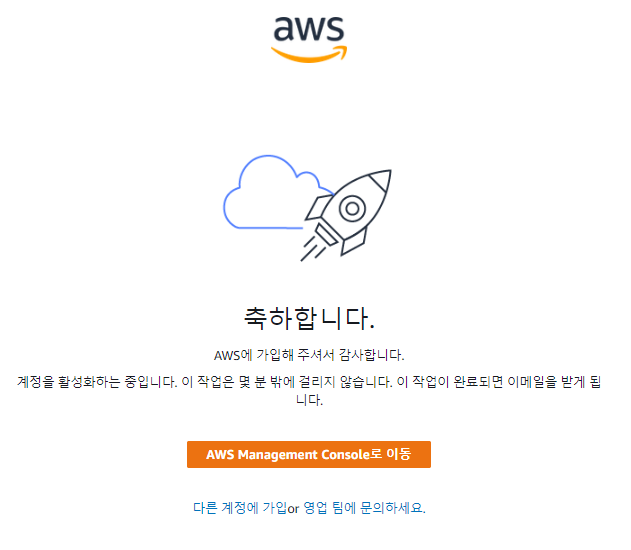 aws
축하합니다.
AWS에 가입해 주셔서 감사합니다.
계정을 활성화하는 중입니다. 이 작업은 몇 분 밖에 걸리지 않습니다. 이 작업이 완료되면 이메일을 받게 됩
니다.
AWS Management Console로 이동
다른 계정에 가입or 영업 팀에 문의하세요.